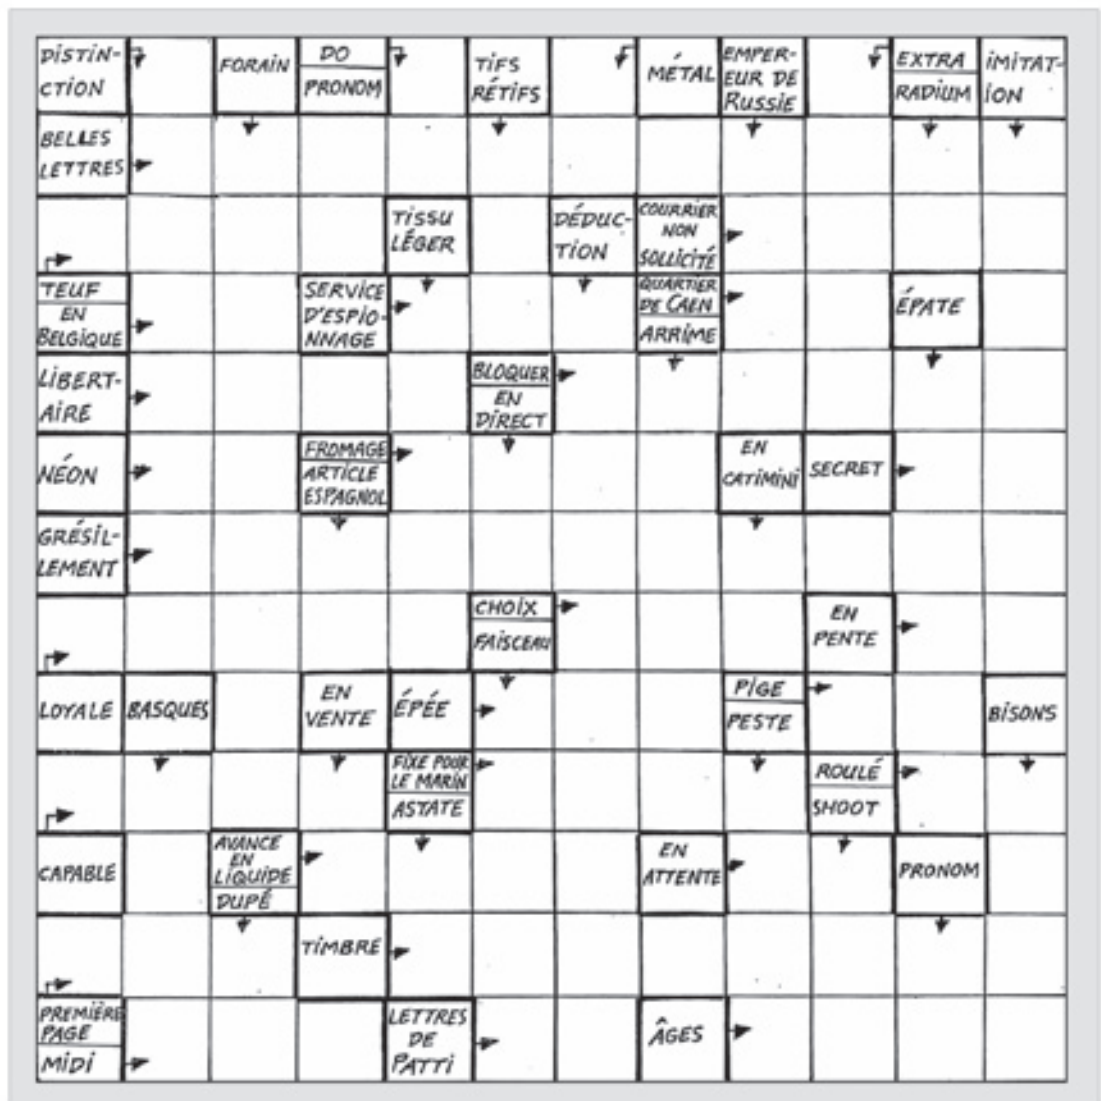 DISTIN-
CTION
FORAIN
DO
PRONOM
TIFS
RÉTIFS
MÉTAL
EMPER-
EUR DE
RUSSIE
EXTRA
RADIUM
IMITAT-
ION
BELLES
LETTRES
TISSU
LÉGER
DÉDUC-
TION
COURRIER
NON
SOLLICITÉ
TEUF
EN
BELGIQUE
SERVICE
D'ESPIO-
NNAGE
QUARTIER
DE CAEN
ARRIME
ÉPATE
LIBERT-
AIRE
BLOQUER
EN
DIRECT
NÉON
FROMAGE
ARTICLE
ESPAGNOL
EN
CATIMINI
SECRET
GRÉSIL-
LEMENT
CHOIX
FAISCEAU
EN
PENTE
LOYALE
BASQUES
EN
VENTE
ÉPÉE
PIGE
PESTE
BISONS
FIXE POUR
LE MARIN
ASTATE
ROULÉ
SHOOT
CAPABLE
AVANCE
EN
LIQUIDE
DUPÉ
EN
ATTENTE
PRONOM
TIMBRE
PREMIÈRE
PAGE
MIDI
LETTRES
DE
PATTI
ÂGES